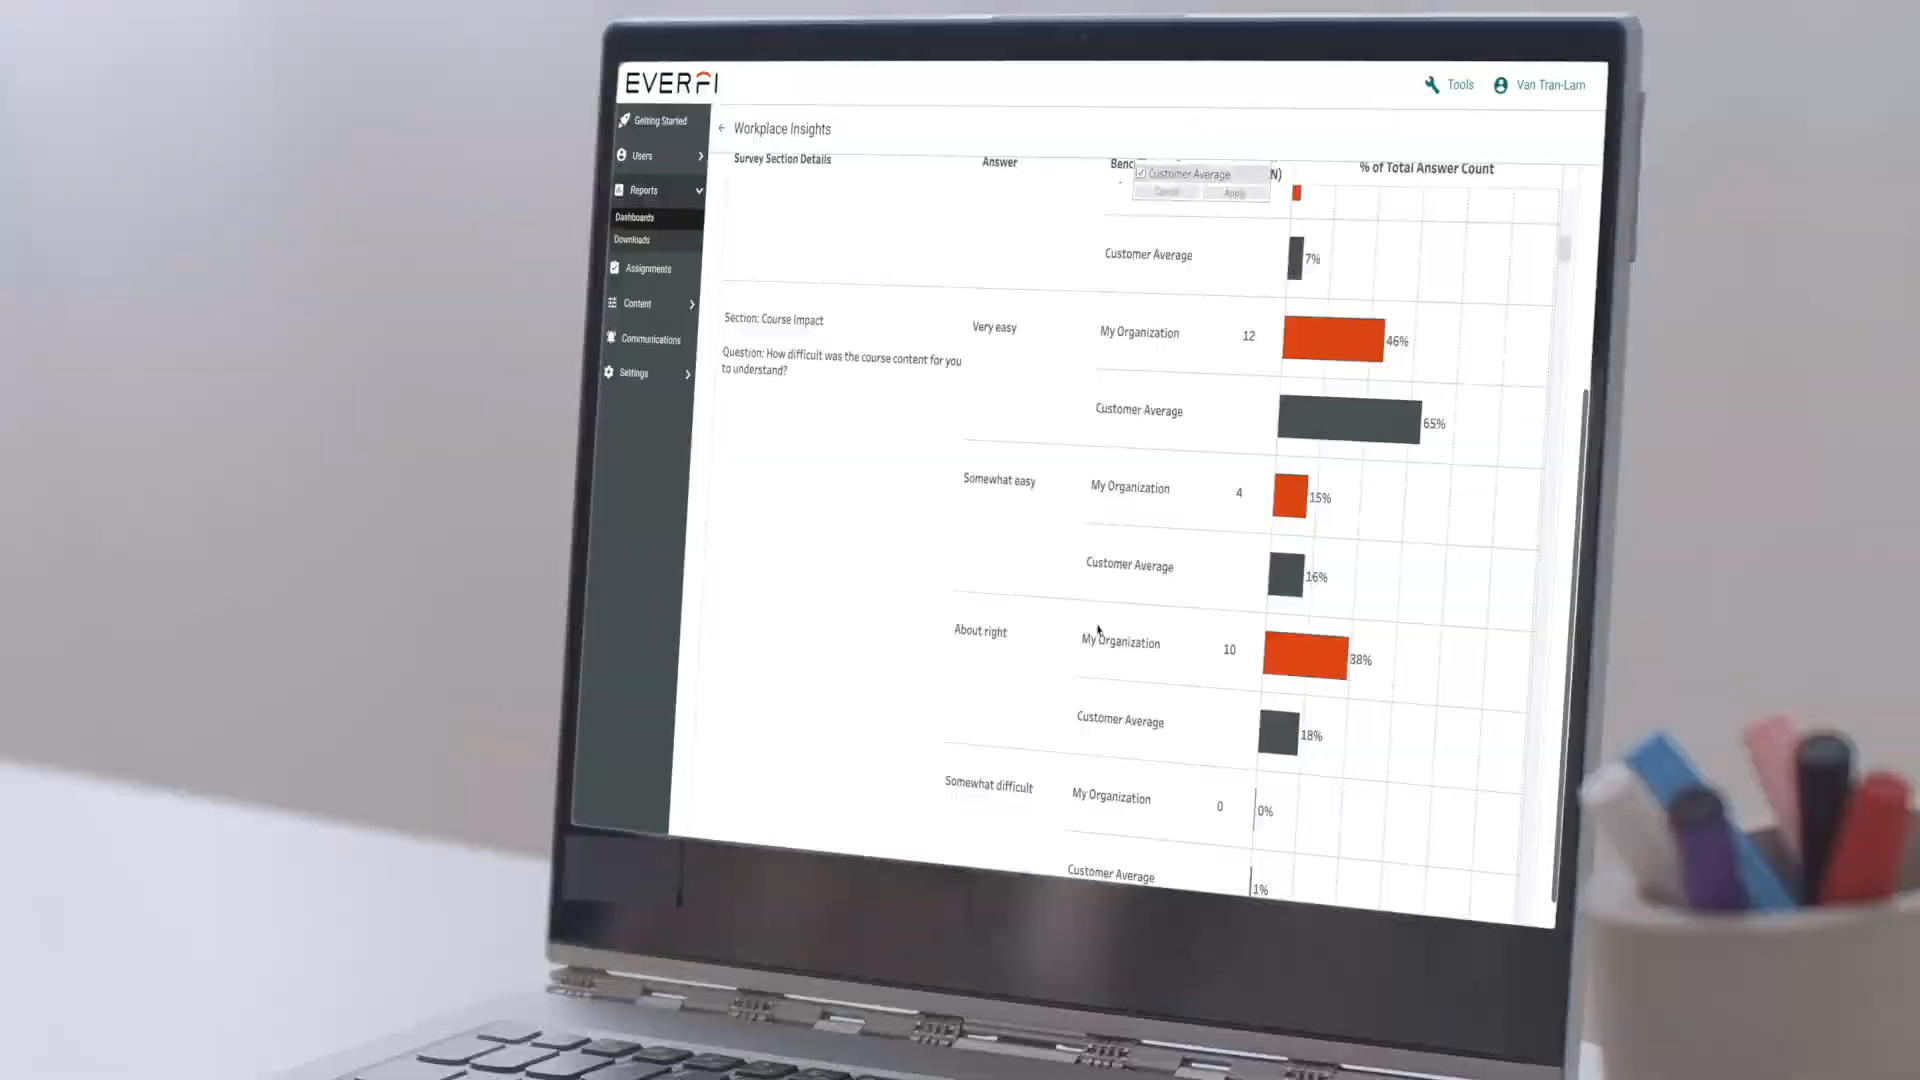 EVERFI
Tools
Van Tran-Lam
Getting Started
Users
Reports
Dashboards
Downloads
Assignments
Content
Communications
Settings
Workplace Insights
Survey Section Details
Answer
% of Total Answer Count
Customer Average
Cancel
Apply
Customer Average
7%
Section: Course Impact
Question: How difficult was the course content for you
to understand?
Very easy
My Organization
12
46%
Customer Average
65%
Somewhat easy
My Organization
4
15%
Customer Average
16%
About right
My Organization
10
38%
Customer Average
18%
Somewhat difficult
My Organization
0
0%
Customer Average
1%